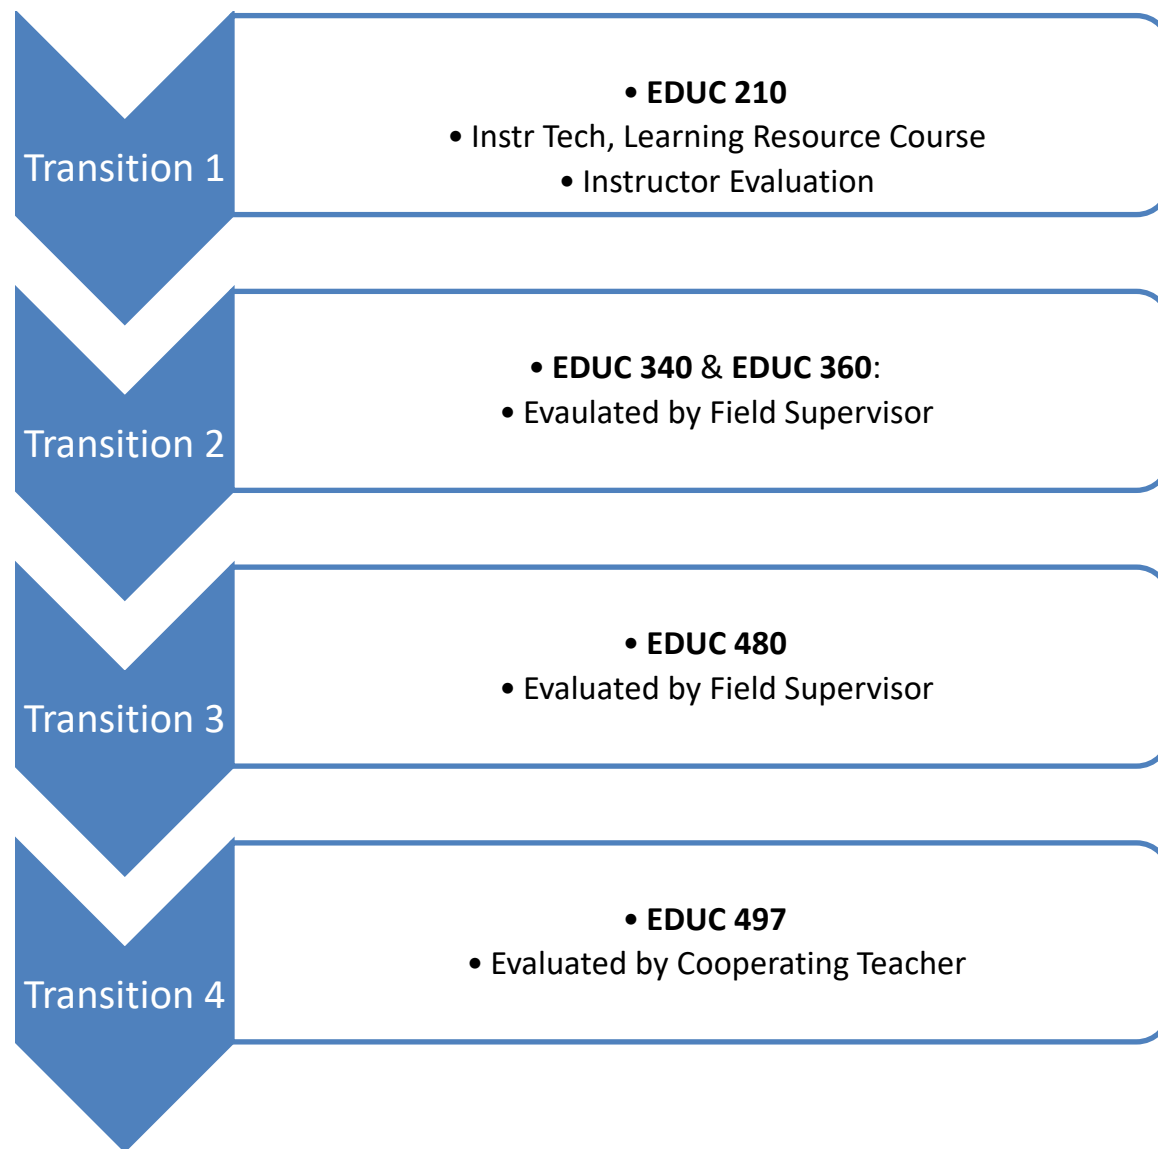 Transition 1
• EDUC 210
• Instr Tech, Learning Resource Course
• Instructor Evaluation
Transition 2
• EDUC 340 & EDUC 360:
• Evaulated by Field Supervisor
Transition 3
• EDUC 480
• Evaluated by Field Supervisor
Transition 4
• EDUC 497
• Evaluated by Cooperating Teacher